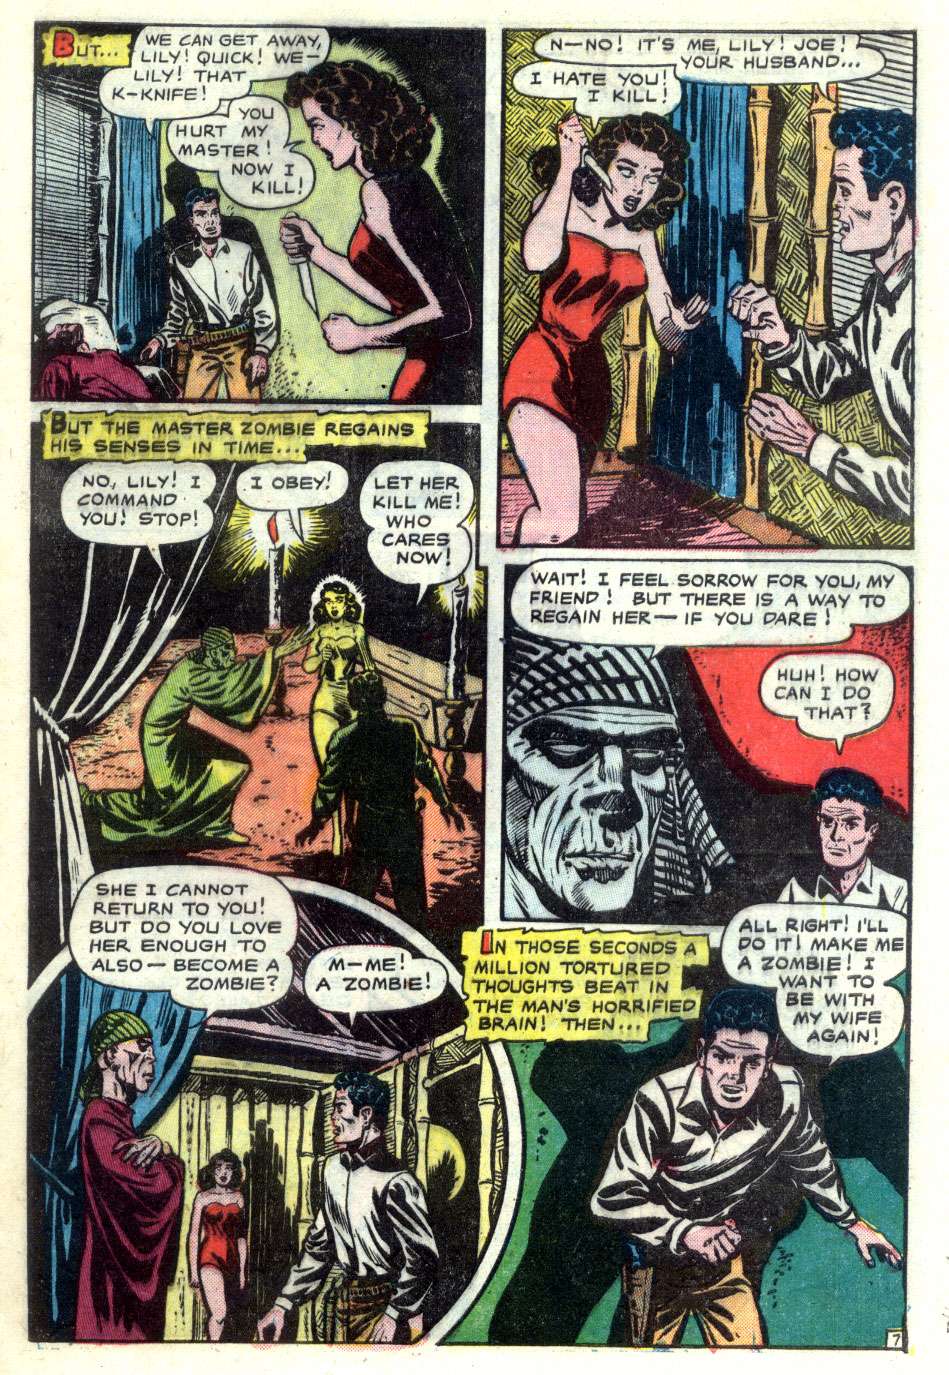 BUT...
WE CAN GET AWAY,
LILY! QUICK! WE-
LILY! THAT
K-KNIFE!
YOU
HURT MY
MASTER!
NOW I
KILL!
N-NO! IT'S ME, LILY! JOE!
YOUR HUSBAND...
I HATE YOU!
I KILL!
BUT THE MASTER ZOMBIE REGAINS
HIS SENSES IN TIME...
NO, LILY! I
COMMAND
YOU! STOP!
I OBEY!
LET HER
KILL ME!
WHO
CARES
NOW!
WAIT! I FEEL SORROW FOR YOU, MY
FRIEND! BUT THERE IS A WAY TO
REGAIN HER — IF YOU DARE!
HUH! HOW
CAN I DO
THAT?
SHE I CANNOT
RETURN TO YOU!
BUT DO YOU LOVE
HER ENOUGH TO
ALSO — BECOME A
ZOMBIE?
M-ME!
A ZOMBIE!
IN THOSE SECONDS A
MILLION TORTURED
THOUGHTS BEAT IN
THE MAN'S HORRIFIED
BRAIN! THEN...
ALL RIGHT! I'LL
DO IT! MAKE ME
A ZOMBIE! I
WANT TO
BE WITH
MY WIFE
AGAIN!
7